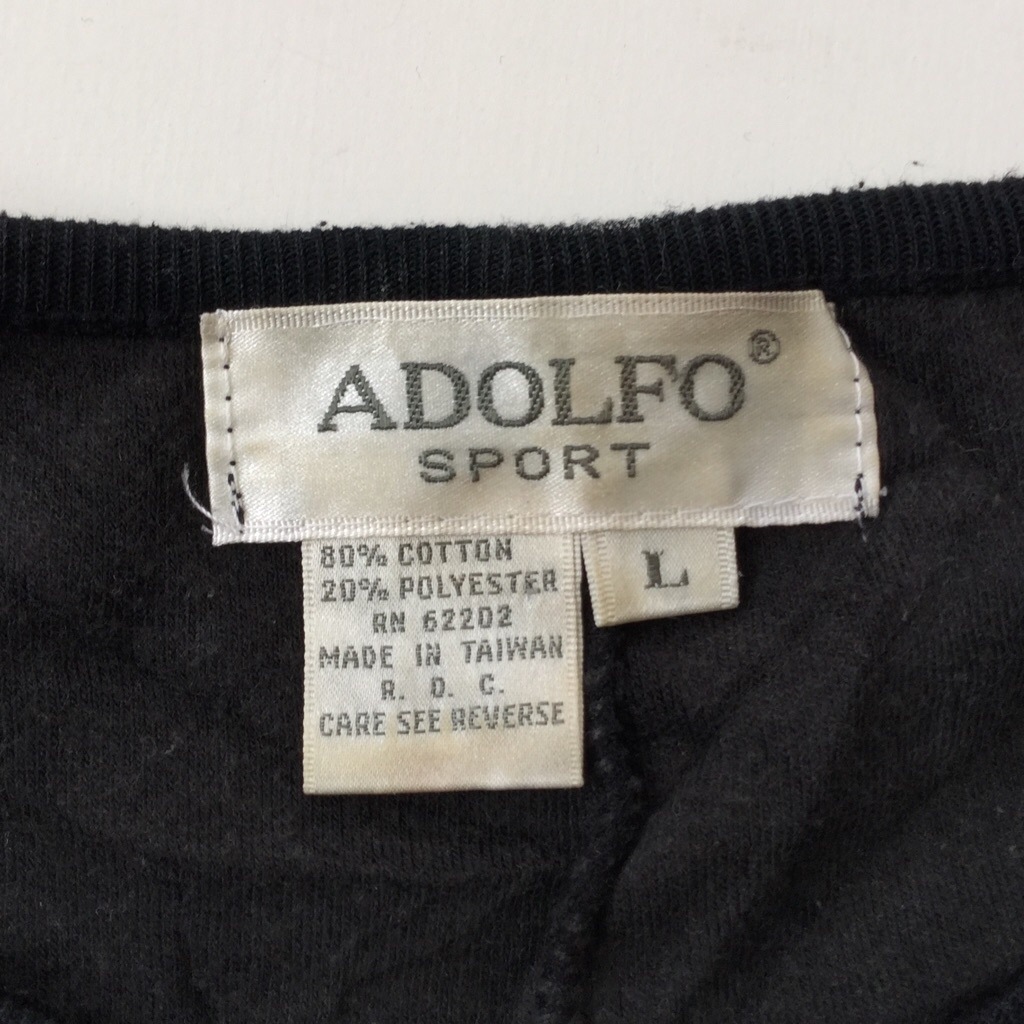 ADOLFO®
SPORT
80% COTTON
20% POLYESTER
RN 62202
MADE IN TAIWAN
R. O. C.
CARE SEE REVERSE
L